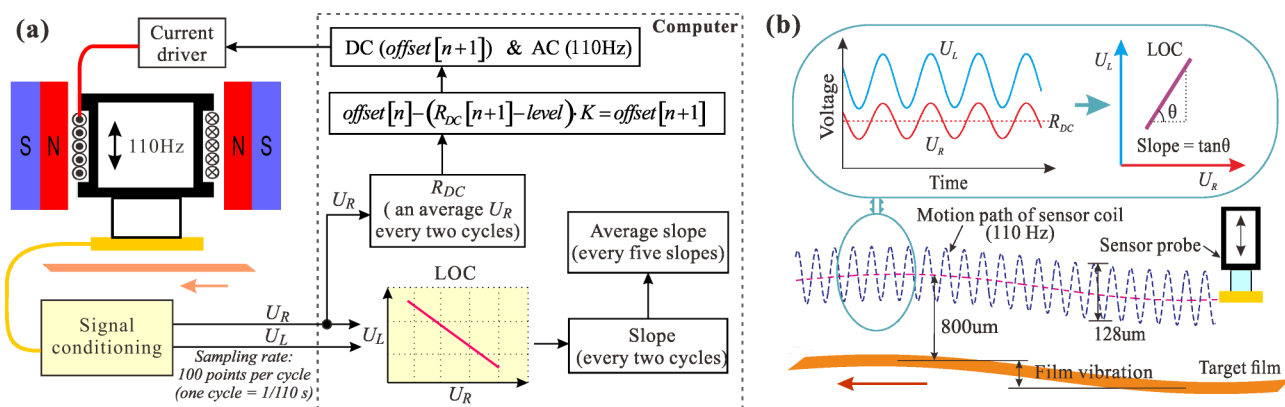 (a)
Current
driver
Computer
DC (offset[n+1]) & AC (110Hz)
offset[n]−(R_DC[n+1]−level)·K=offset[n+1]
S N
110Hz
N S
U_R
R_DC
( an average U_R
every two cycles)
Average slope
(every five slopes)
LOC
U_L
U_R
Slope
(every two cycles)
Signal
conditioning
U_R
U_L
Sampling rate:
100 points per cycle
(one cycle = 1/110 s)
(b)
Voltage
U_L
U_R
R_DC
Time
U_L
LOC
θ
Slope = tanθ
U_R
Motion path of sensor coil
(110 Hz)
Sensor probe
800um
128um
Film vibration
Target film